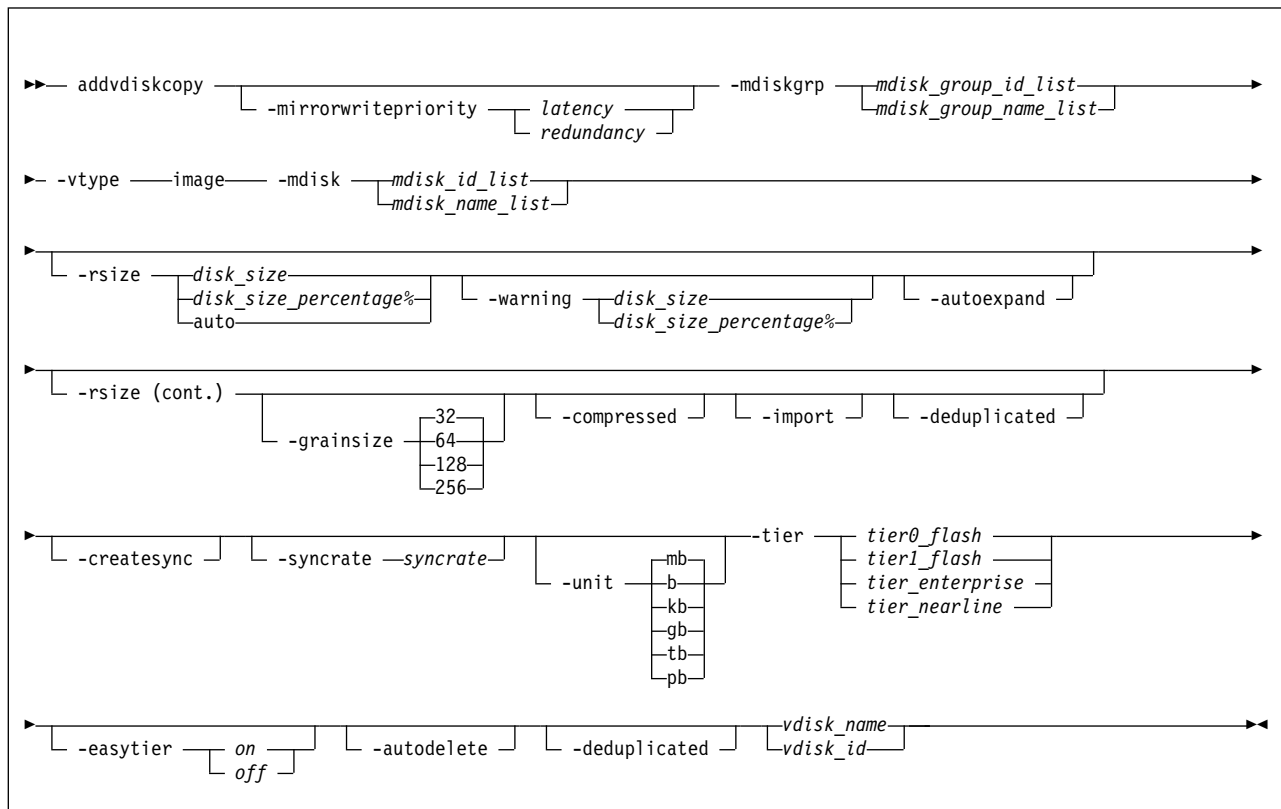 addvdiskcopy -mirrorwritepriority latency redundancy -mdiskgrp mdisk_group_id_list mdisk_group_name_list
-vtype image -mdisk mdisk_id_list mdisk_name_list
-rsize disk_size disk_size_percentage% auto -warning disk_size disk_size_percentage% -autoexpand
-rsize (cont.) -grainsize 32 64 128 256 -compressed -import -deduplicated
-createsync -syncrate syncrate -unit mb b kb gb tb pb -tier tier0_flash tier1_flash tier_enterprise tier_nearline
-easytier on off -autodelete -deduplicated vdisk_name vdisk_id